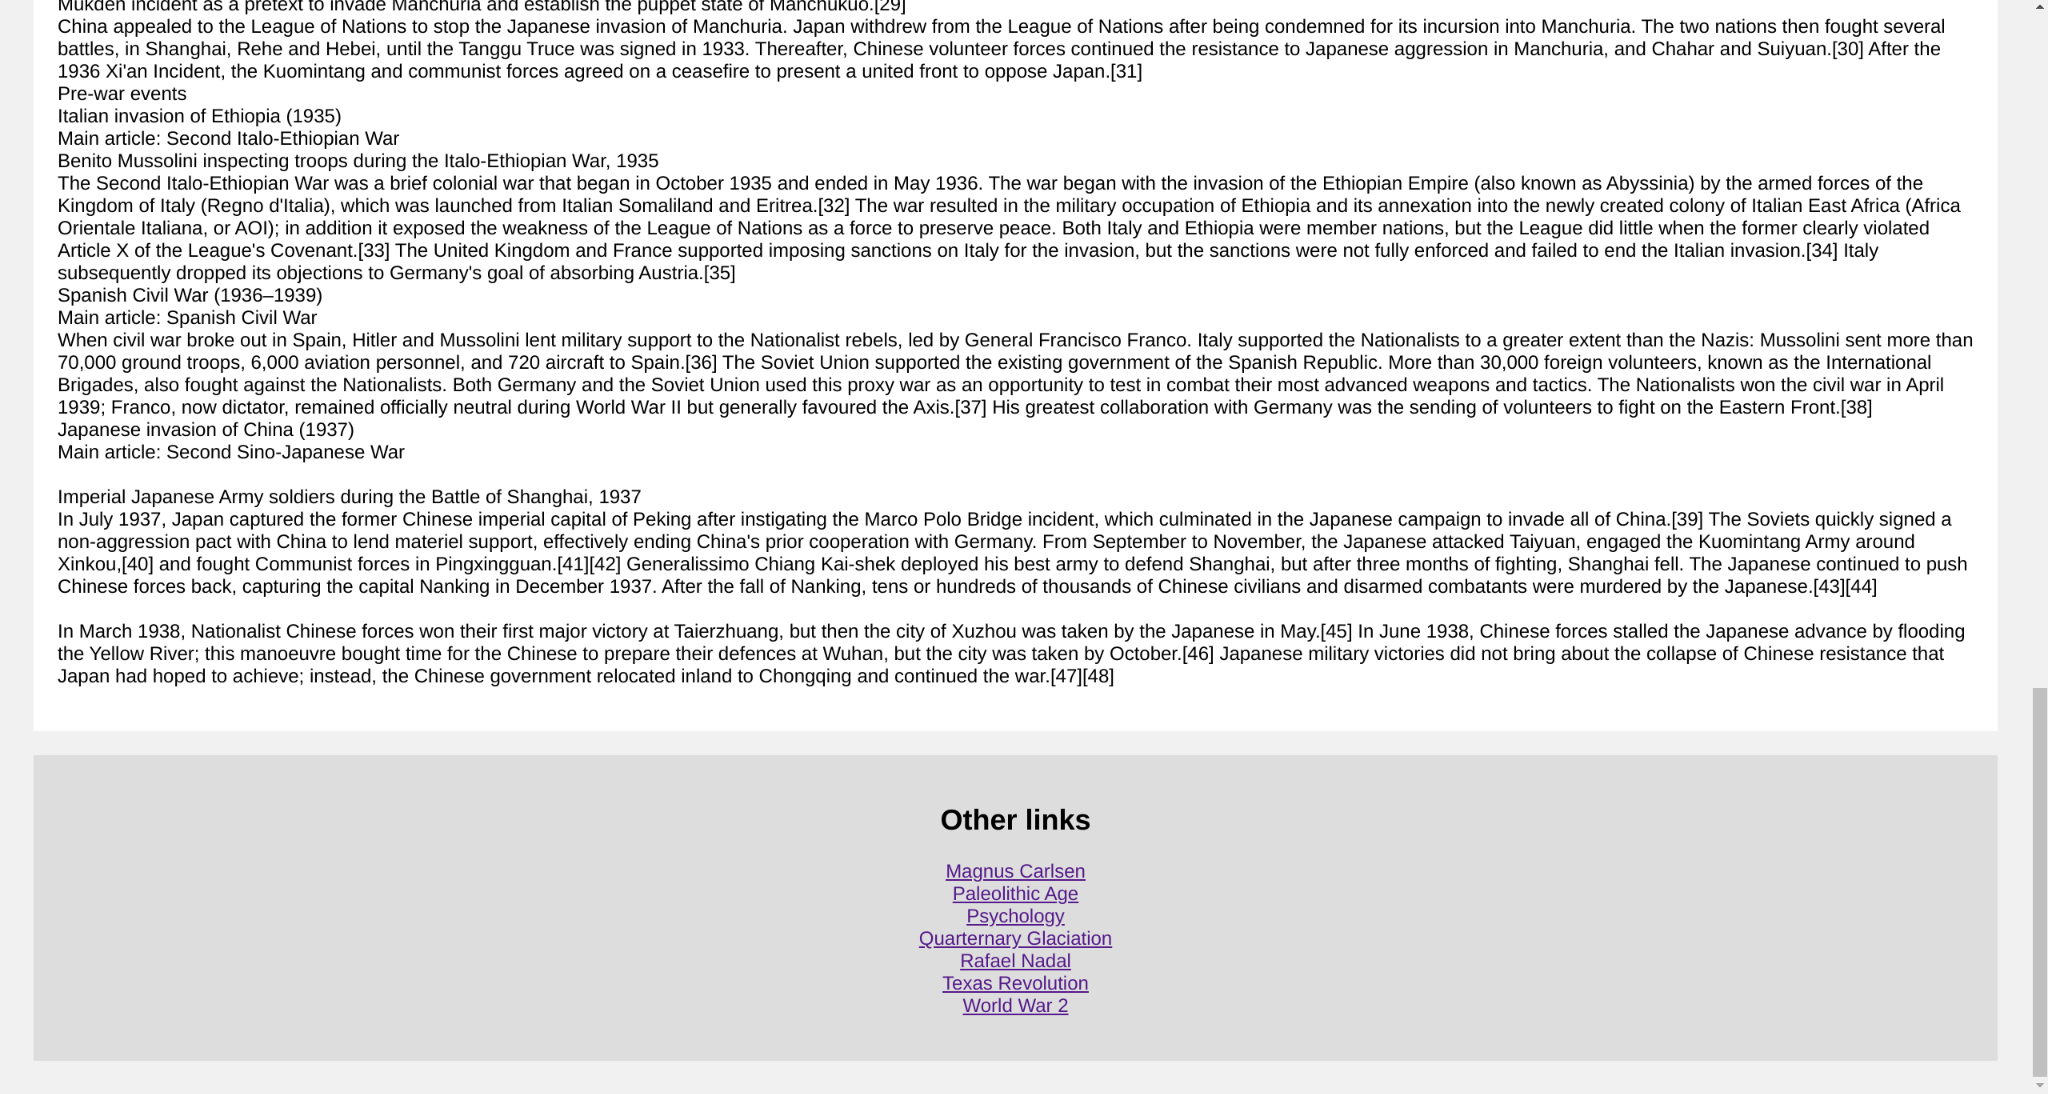 Mukden incident as a pretext to invade Manchuria and establish the puppet state of Manchukuo.[29]
China appealed to the League of Nations to stop the Japanese invasion of Manchuria. Japan withdrew from the League of Nations after being condemned for its incursion into Manchuria. The two nations then fought several
battles, in Shanghai, Rehe and Hebei, until the Tanggu Truce was signed in 1933. Thereafter, Chinese volunteer forces continued the resistance to Japanese aggression in Manchuria, and Chahar and Suiyuan.[30] After the
1936 Xi'an Incident, the Kuomintang and communist forces agreed on a ceasefire to present a united front to oppose Japan.[31]
Pre-war events
Italian invasion of Ethiopia (1935)
Main article: Second Italo-Ethiopian War
Benito Mussolini inspecting troops during the Italo-Ethiopian War, 1935
The Second Italo-Ethiopian War was a brief colonial war that began in October 1935 and ended in May 1936. The war began with the invasion of the Ethiopian Empire (also known as Abyssinia) by the armed forces of the
Kingdom of Italy (Regno d'Italia), which was launched from Italian Somaliland and Eritrea.[32] The war resulted in the military occupation of Ethiopia and its annexation into the newly created colony of Italian East Africa (Africa
Orientale Italiana, or AOI); in addition it exposed the weakness of the League of Nations as a force to preserve peace. Both Italy and Ethiopia were member nations, but the League did little when the former clearly violated
Article X of the League's Covenant.[33] The United Kingdom and France supported imposing sanctions on Italy for the invasion, but the sanctions were not fully enforced and failed to end the Italian invasion.[34] Italy
subsequently dropped its objections to Germany's goal of absorbing Austria.[35]
Spanish Civil War (1936–1939)
Main article: Spanish Civil War
When civil war broke out in Spain, Hitler and Mussolini lent military support to the Nationalist rebels, led by General Francisco Franco. Italy supported the Nationalists to a greater extent than the Nazis: Mussolini sent more than
70,000 ground troops, 6,000 aviation personnel, and 720 aircraft to Spain.[36] The Soviet Union supported the existing government of the Spanish Republic. More than 30,000 foreign volunteers, known as the International
Brigades, also fought against the Nationalists. Both Germany and the Soviet Union used this proxy war as an opportunity to test in combat their most advanced weapons and tactics. The Nationalists won the civil war in April
1939; Franco, now dictator, remained officially neutral during World War II but generally favoured the Axis.[37] His greatest collaboration with Germany was the sending of volunteers to fight on the Eastern Front.[38]
Japanese invasion of China (1937)
Main article: Second Sino-Japanese War
Imperial Japanese Army soldiers during the Battle of Shanghai, 1937
In July 1937, Japan captured the former Chinese imperial capital of Peking after instigating the Marco Polo Bridge incident, which culminated in the Japanese campaign to invade all of China.[39] The Soviets quickly signed a
non-aggression pact with China to lend materiel support, effectively ending China's prior cooperation with Germany. From September to November, the Japanese attacked Taiyuan, engaged the Kuomintang Army around
Xinkou,[40] and fought Communist forces in Pingxingguan.[41][42] Generalissimo Chiang Kai-shek deployed his best army to defend Shanghai, but after three months of fighting, Shanghai fell. The Japanese continued to push
Chinese forces back, capturing the capital Nanking in December 1937. After the fall of Nanking, tens or hundreds of thousands of Chinese civilians and disarmed combatants were murdered by the Japanese.[43][44]
In March 1938, Nationalist Chinese forces won their first major victory at Taierzhuang, but then the city of Xuzhou was taken by the Japanese in May.[45] In June 1938, Chinese forces stalled the Japanese advance by flooding
the Yellow River; this manoeuvre bought time for the Chinese to prepare their defences at Wuhan, but the city was taken by October.[46] Japanese military victories did not bring about the collapse of Chinese resistance that
Japan had hoped to achieve; instead, the Chinese government relocated inland to Chongqing and continued the war.[47][48]
Other links
Magnus Carlsen
Paleolithic Age
Psychology
Quarternary Glaciation
Rafael Nadal
Texas Revolution
World War 2